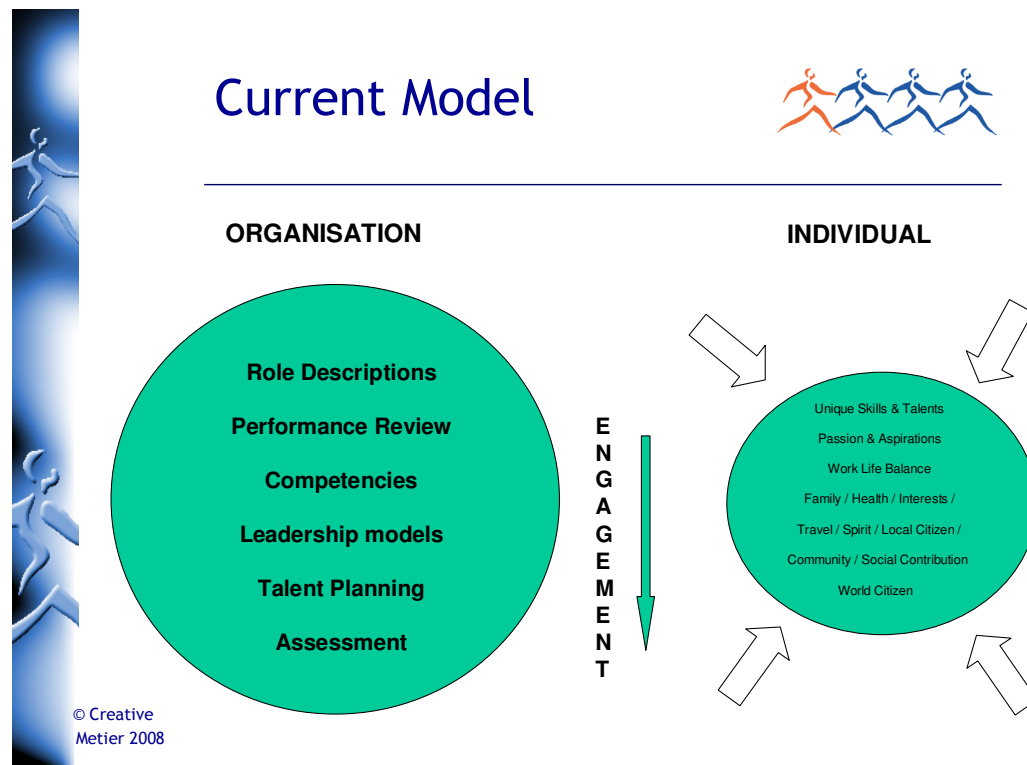 Current Model
ORGANISATION
Role Descriptions
Performance Review
Competencies
Leadership models
Talent Planning
Assessment
E
N
G
A
G
E
M
E
N
T
INDIVIDUAL
Unique Skills & Talents
Passion & Aspirations
Work Life Balance
Family / Health / Interests /
Travel / Spirit / Local Citizen /
Community / Social Contribution
World Citizen
© Creative
Metier 2008